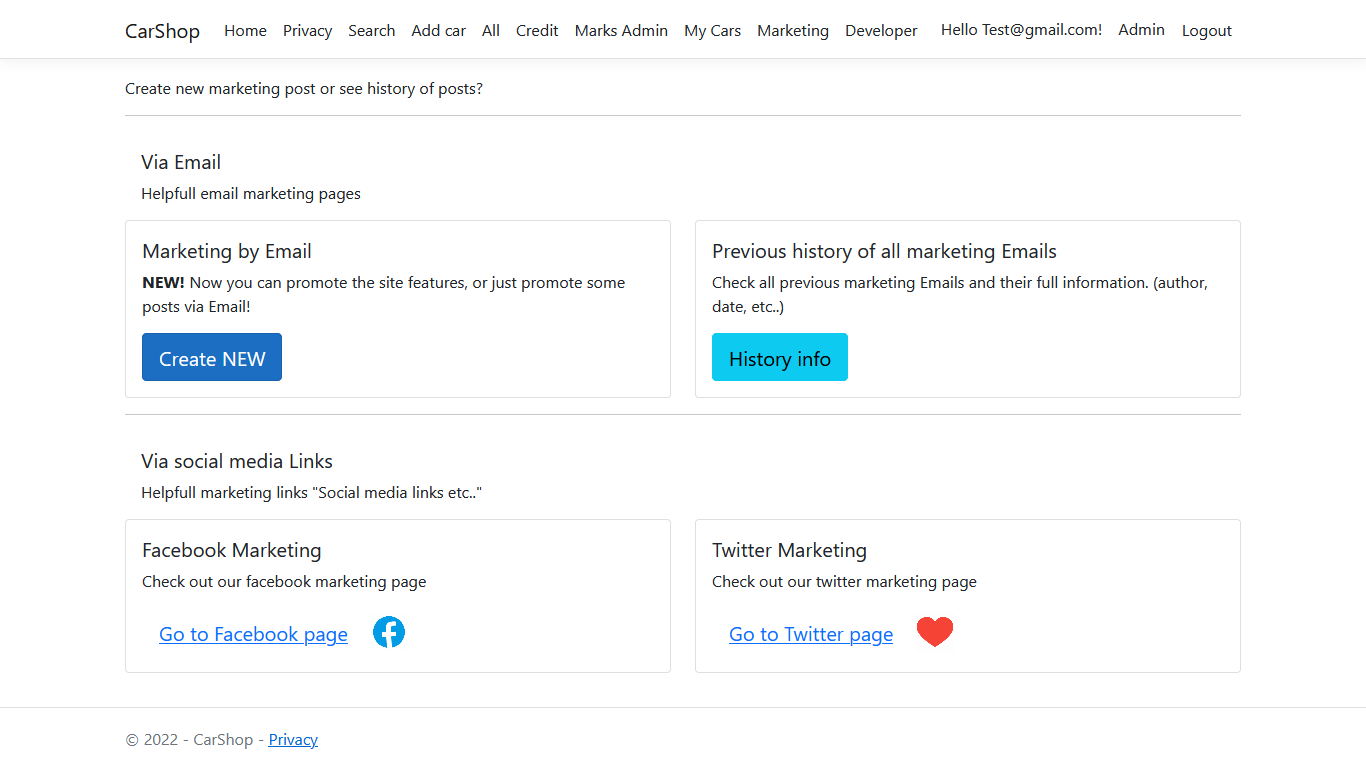 CarShop Home Privacy Search Add car All Credit Marks Admin My Cars Marketing Developer Hello Test@gmail.com! Admin Logout
Create new marketing post or see history of posts?
Via Email
Helpfull email marketing pages
Marketing by Email
NEW! Now you can promote the site features, or just promote some
posts via Email!
Create NEW
Previous history of all marketing Emails
Check all previous marketing Emails and their full information. (author,
date, etc..)
History info
Via social media Links
Helpfull marketing links "Social media links etc.."
Facebook Marketing
Check out our facebook marketing page
Go to Facebook page
Twitter Marketing
Check out our twitter marketing page
Go to Twitter page
© 2022 - CarShop - Privacy